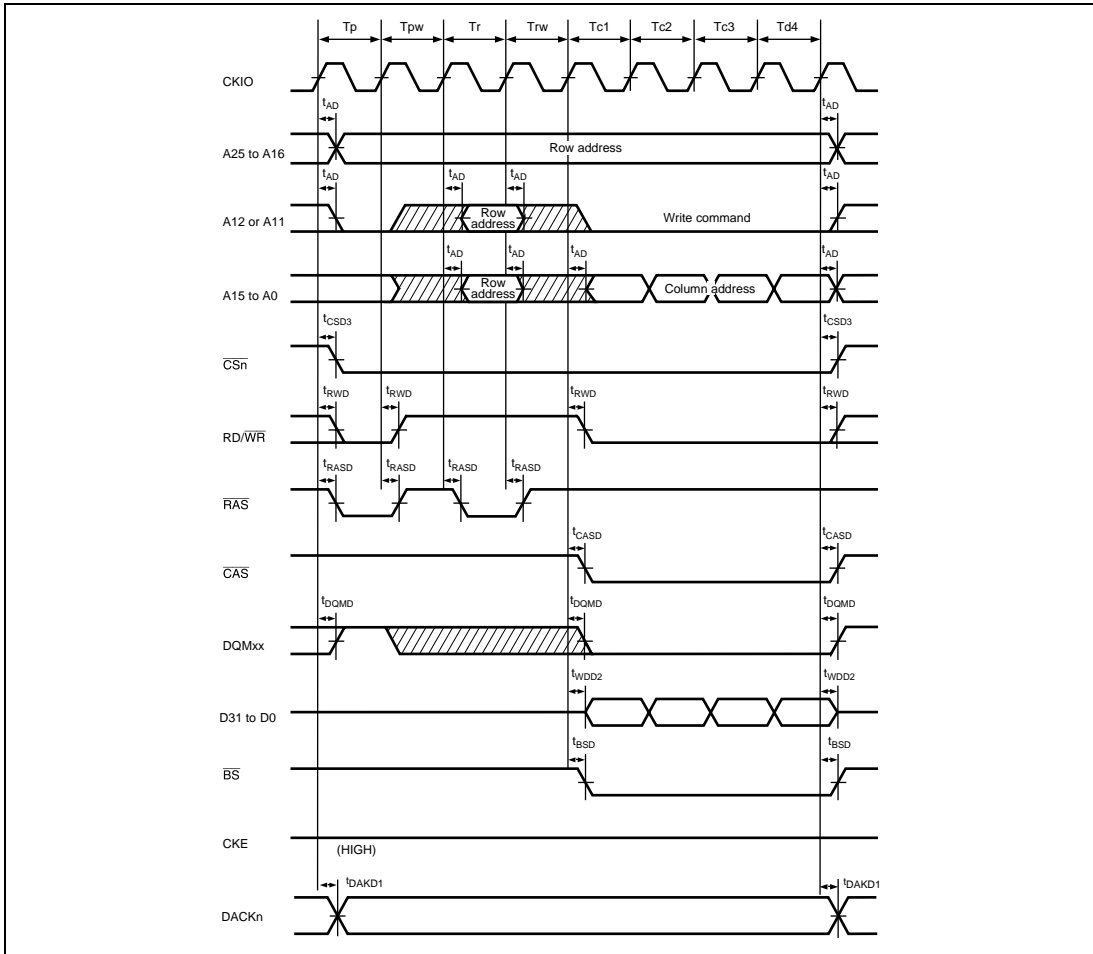 Tp Tpw Tr Trw Tc1 Tc2 Tc3 Td4
CKIO
tAD tAD
A25 to A16 Row address
tAD tAD tAD tAD
A12 or A11 Row address Write command
tAD tAD tAD tAD
A15 to A0 Row address Column address
tCSD3 tCSD3
CSn
tRWD tRWD tRWD tRWD
RD/WR
tRASD tRASD tRASD tRASD
RAS
tCASD tCASD
CAS
tDQMD tDQMD tDQMD
DQMxx
tWDD2 tWDD2
D31 to D0
tBSD tBSD
BS
CKE
(HIGH)
tDAKD1 tDAKD1
DACKn